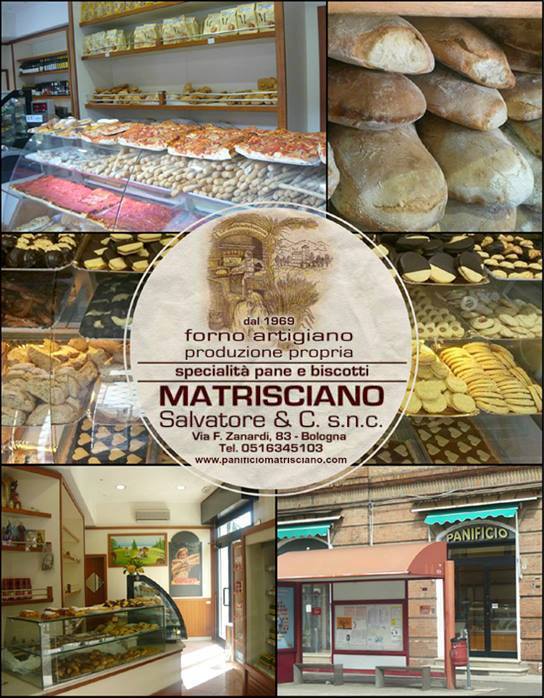 dal 1969
forno artigiano
produzione propria
specialità pane e biscotti
MATRISCIANO
Salvatore & C. s.n.c.
Via F. Zanardi, 83 - Bologna
Tel. 0516345103
www.panificiomatrisciano.com
PANIFICIO